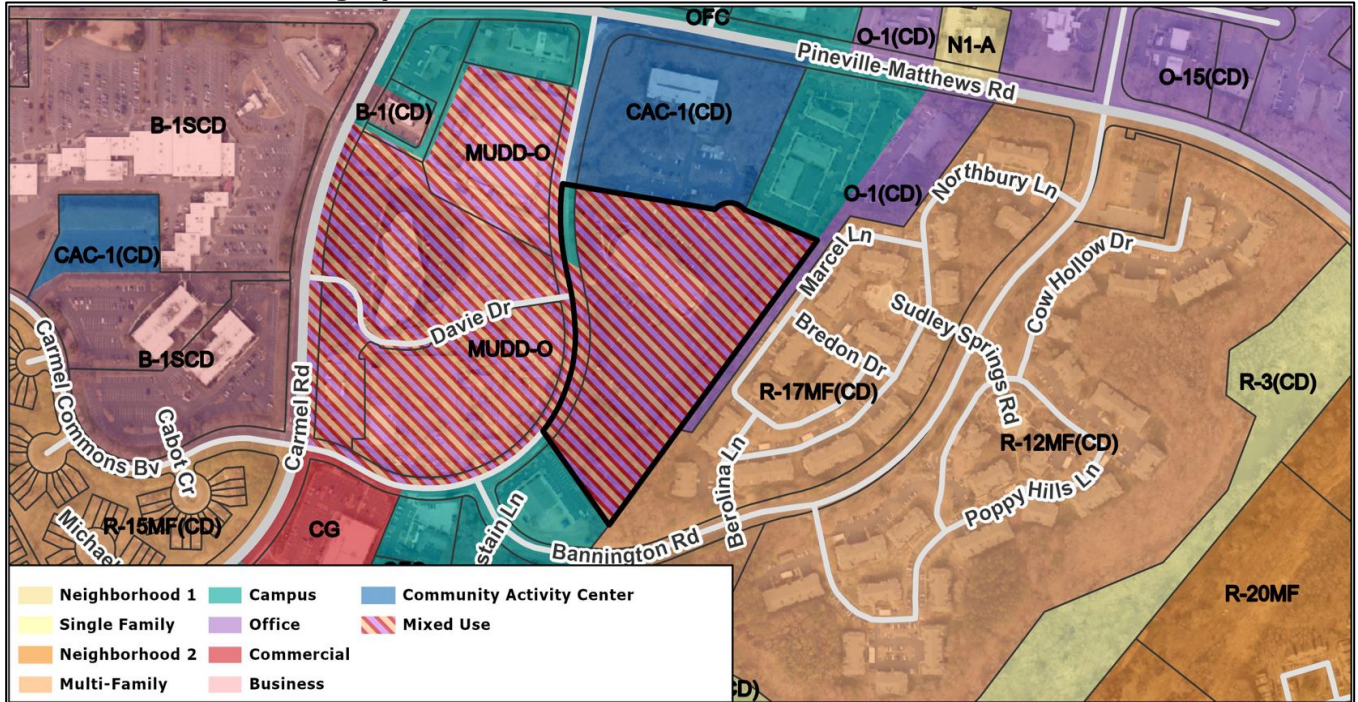 OFC
O-1(CD)
N1-A
Pineville-Matthews Rd
O-15(CD)
B-1(CD)
CAC-1(CD)
B-1SCD
MUDD-O
Northbury Ln
O-1(CD)
Marcel Ln
Cow Hollow Dr
CAC-1(CD)
Davie Dr
Sudley Springs Rd
Bredon Dr
MUDD-O
B-1SCD
R-17MF(CD)
R-3(CD)
Carmel Commons Bv
Cabot Cr
Carmel Rd
R-12MF(CD)
Berolina Ln
Poppy Hills Ln
R-15MF(CD)
CG
stain Ln
Bannington Rd
R-20MF
Neighborhood 1
Single Family
Neighborhood 2
Multi-Family
Campus
Office
Commercial
Business
Community Activity Center
Mixed Use